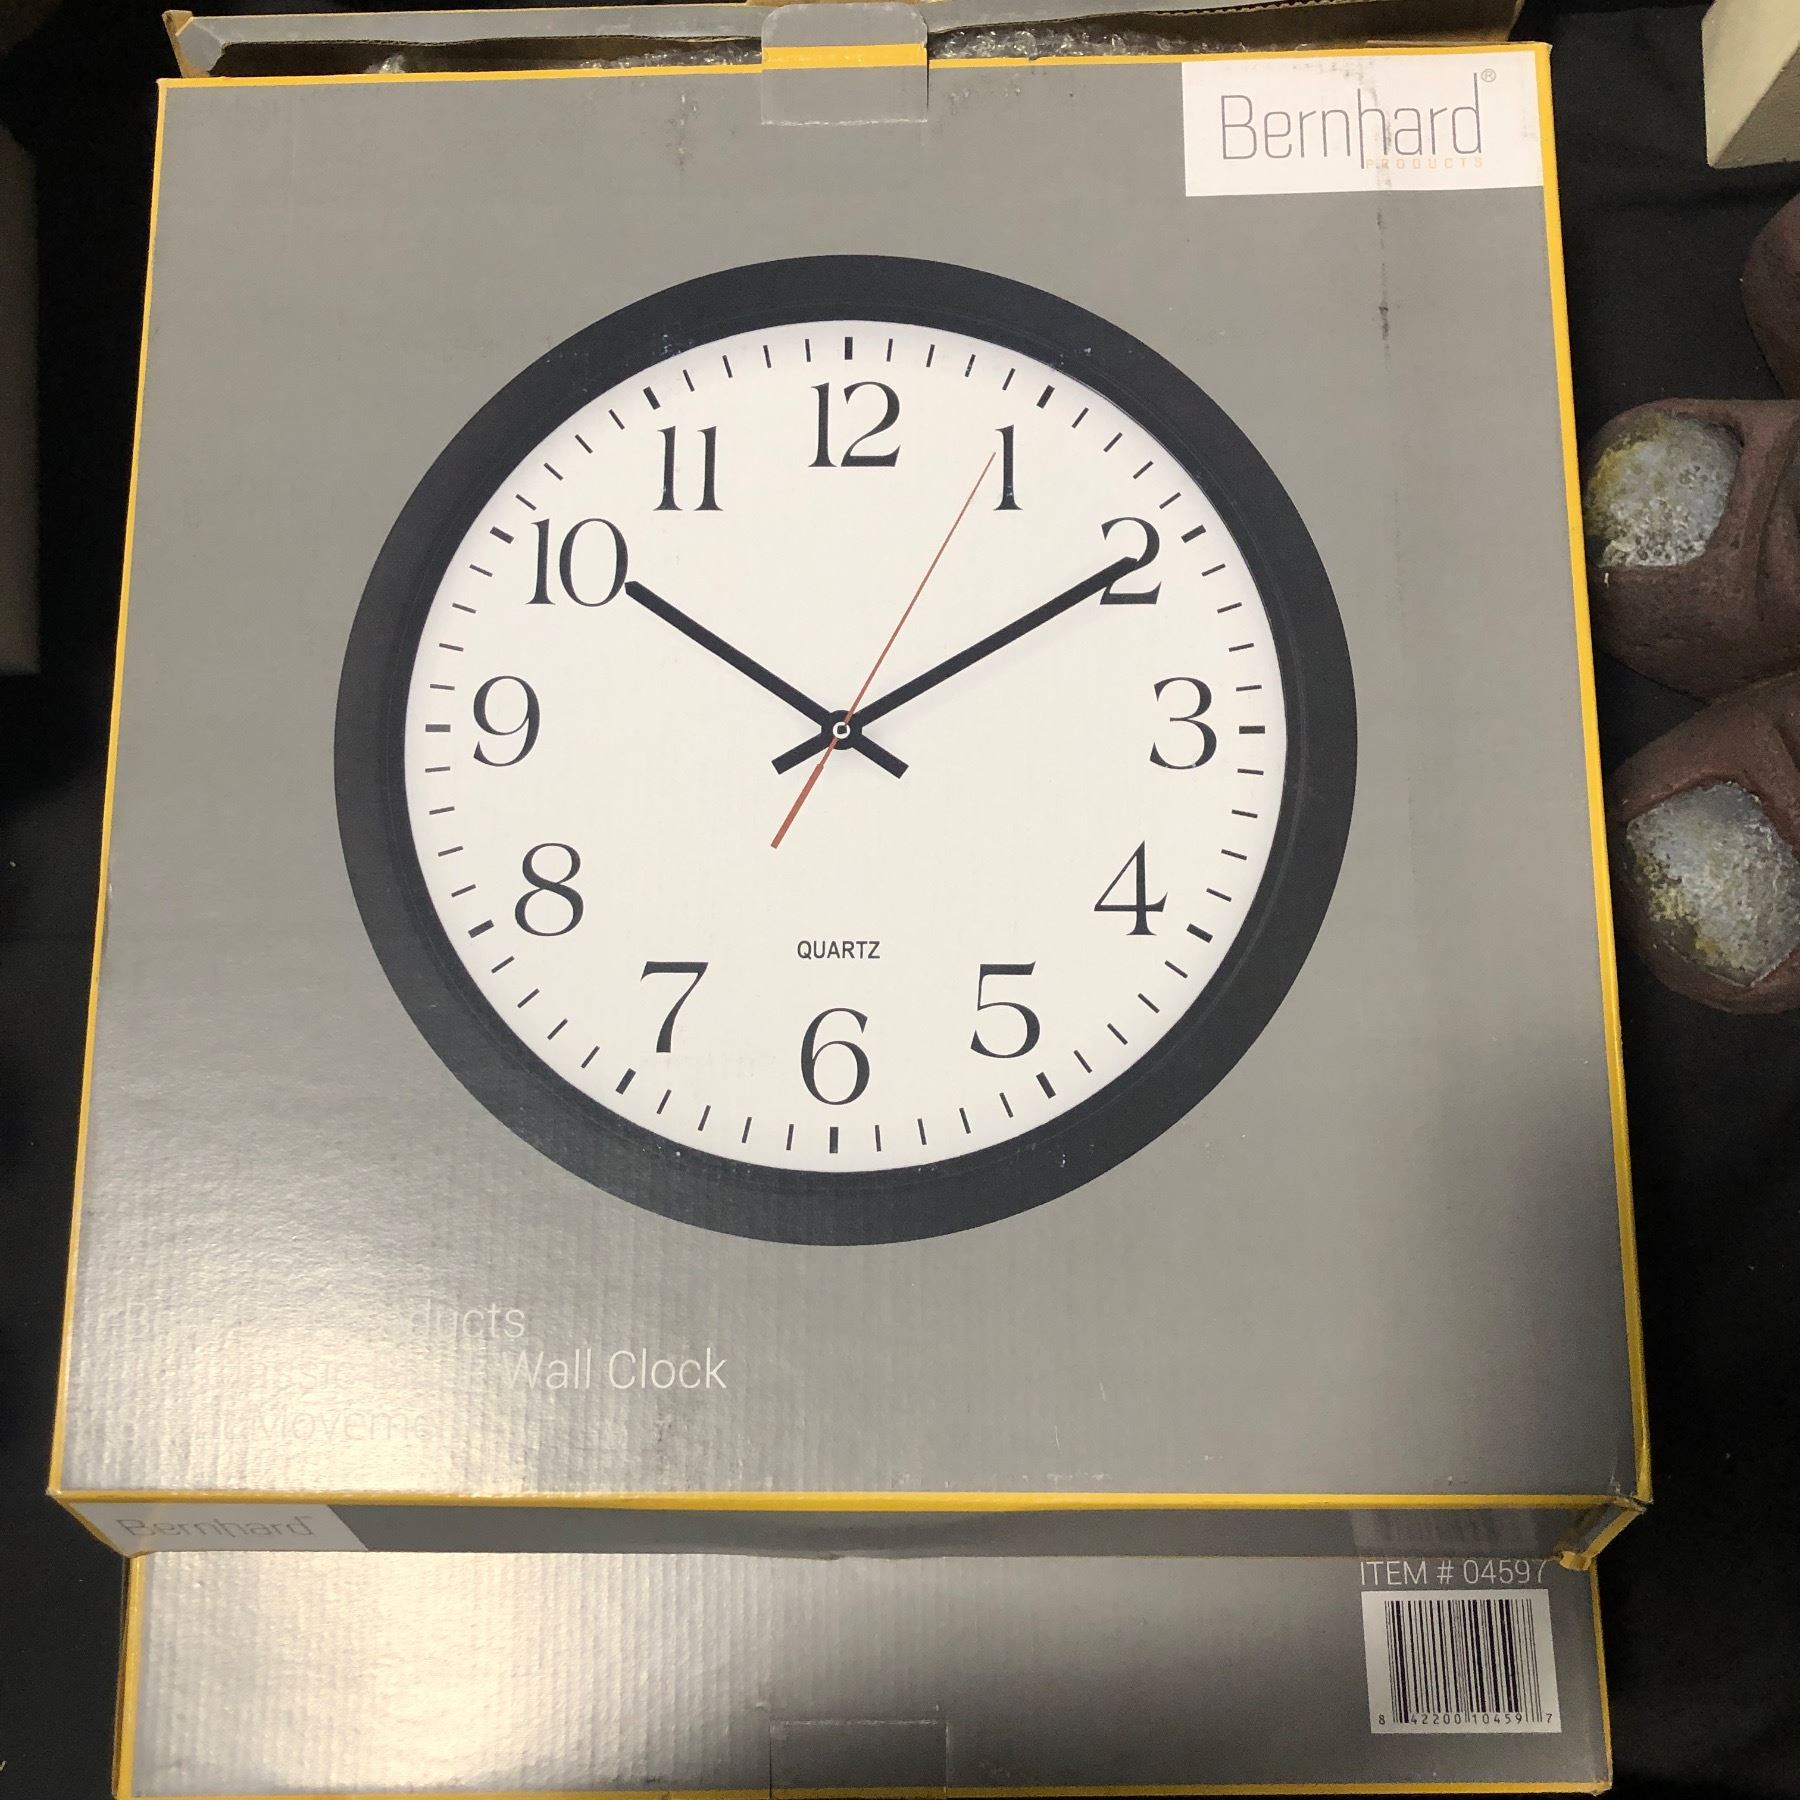 Bernhard®
PRODUCTS
12
11
1
10
2
9
3
8
4
QUARTZ
7
5
6
ducts
Wall Clock
Bernhard
ITEM # 04597
8 42200 10459 7